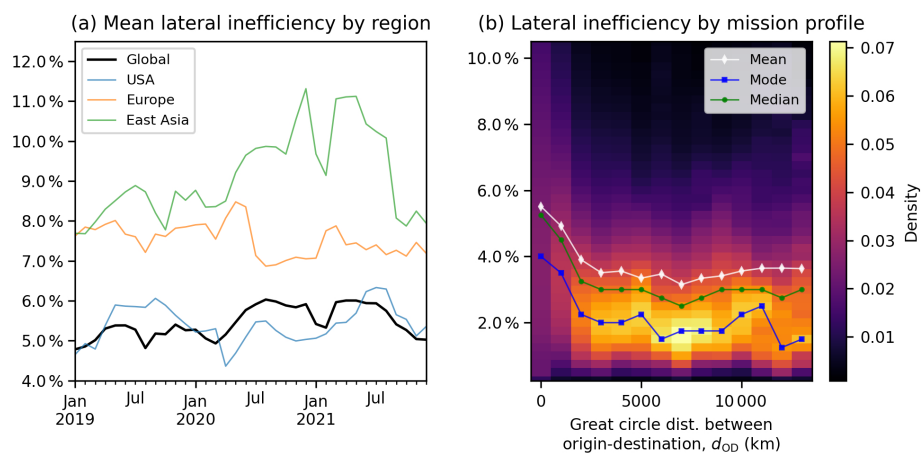 (a) Mean lateral inefficiency by region
12.0 %
11.0 %
10.0 %
9.0 %
8.0 %
7.0 %
6.0 %
5.0 %
4.0 %
Global
USA
Europe
East Asia
Jan Jul Jan Jul Jan Jul
2019 2020 2021
(b) Lateral inefficiency by mission profile
10.0 %
8.0 %
6.0 %
4.0 %
2.0 %
Mean
Mode
Median
0 5000 10000
Great circle dist. between
origin-destination, d_OD (km)
0.07
0.06
0.05
0.04
0.03
0.02
0.01
Density